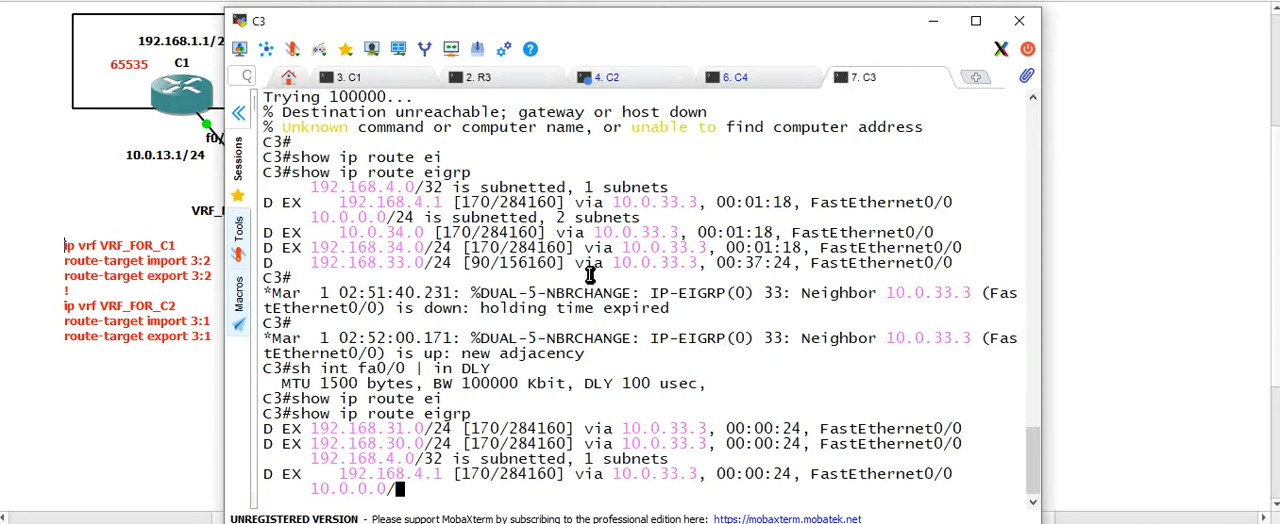 C3
192.168.1.1/2
65535
C1
f0/
10.0.13.1/24
VRF_
ip vrf VRF_FOR_C1
route-target import 3:2
route-target export 3:2
!
ip vrf VRF_FOR_C2
route-target import 3:1
route-target export 3:1
3. C1
2. R3
4. C2
6. C4
7. C3
Sessions
Tools
Macros
Trying 100000...
% Destination unreachable; gateway or host down
% Unknown command or computer name, or unable to find computer address
C3#
C3#show ip route ei
C3#show ip route eigrp
192.168.4.0/32 is subnetted, 1 subnets
D EX 192.168.4.1 [170/284160] via 10.0.33.3, 00:01:18, FastEthernet0/0
10.0.0.0/24 is subnetted, 2 subnets
D EX 10.0.34.0 [170/284160] via 10.0.33.3, 00:01:18, FastEthernet0/0
D EX 192.168.34.0/24 [170/284160] via 10.0.33.3, 00:01:18, FastEthernet0/0
D 192.168.33.0/24 [90/156160] via 10.0.33.3, 00:37:24, FastEthernet0/0
C3#
*Mar 1 02:51:40.231: %DUAL-5-NBRCHANGE: IP-EIGRP(0) 33: Neighbor 10.0.33.3 (Fas
tEthernet0/0) is down: holding time expired
C3#
*Mar 1 02:52:00.171: %DUAL-5-NBRCHANGE: IP-EIGRP(0) 33: Neighbor 10.0.33.3 (Fas
tEthernet0/0) is up: new adjacency
C3#sh int fa0/0 | in DLY
MTU 1500 bytes, BW 100000 Kbit, DLY 100 usec,
C3#show ip route ei
C3#show ip route eigrp
D EX 192.168.31.0/24 [170/284160] via 10.0.33.3, 00:00:24, FastEthernet0/0
D EX 192.168.30.0/24 [170/284160] via 10.0.33.3, 00:00:24, FastEthernet0/0
192.168.4.0/32 is subnetted, 1 subnets
D EX 192.168.4.1 [170/284160] via 10.0.33.3, 00:00:24, FastEthernet0/0
10.0.0.0/
UNREGISTERED VERSION - Please support MobaXterm by subscribing to the professional edition here: https://mobaxterm.mobatek.net